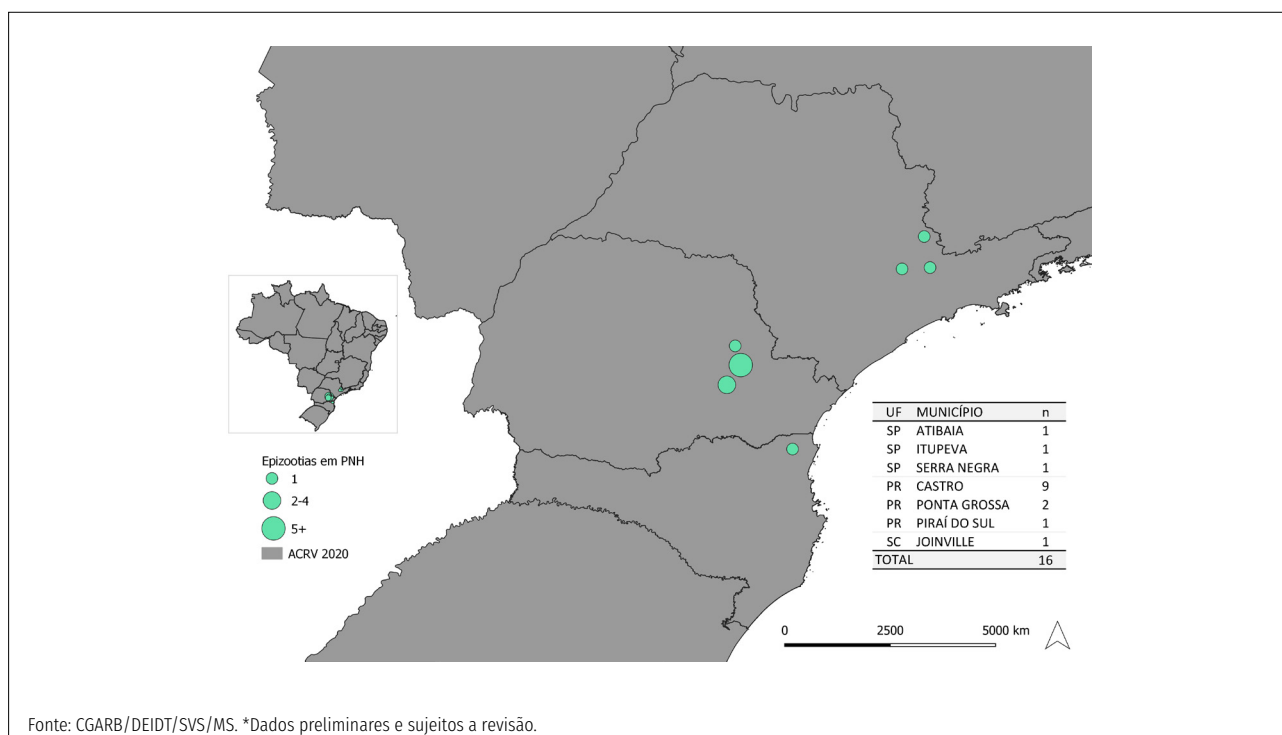 Epizootias em PNH
1
2-4
5+
ACRV 2020
UF MUNICÍPIO n
SP ATIBAIA 1
SP ITUPEVA 1
SP SERRA NEGRA 1
PR CASTRO 9
PR PONTA GROSSA 2
PR PIRAÍ DO SUL 1
SC JOINVILLE 1
TOTAL 16
0 2500 5000 km
Fonte: CGARB/DEIDT/SVS/MS. *Dados preliminares e sujeitos a revisão.